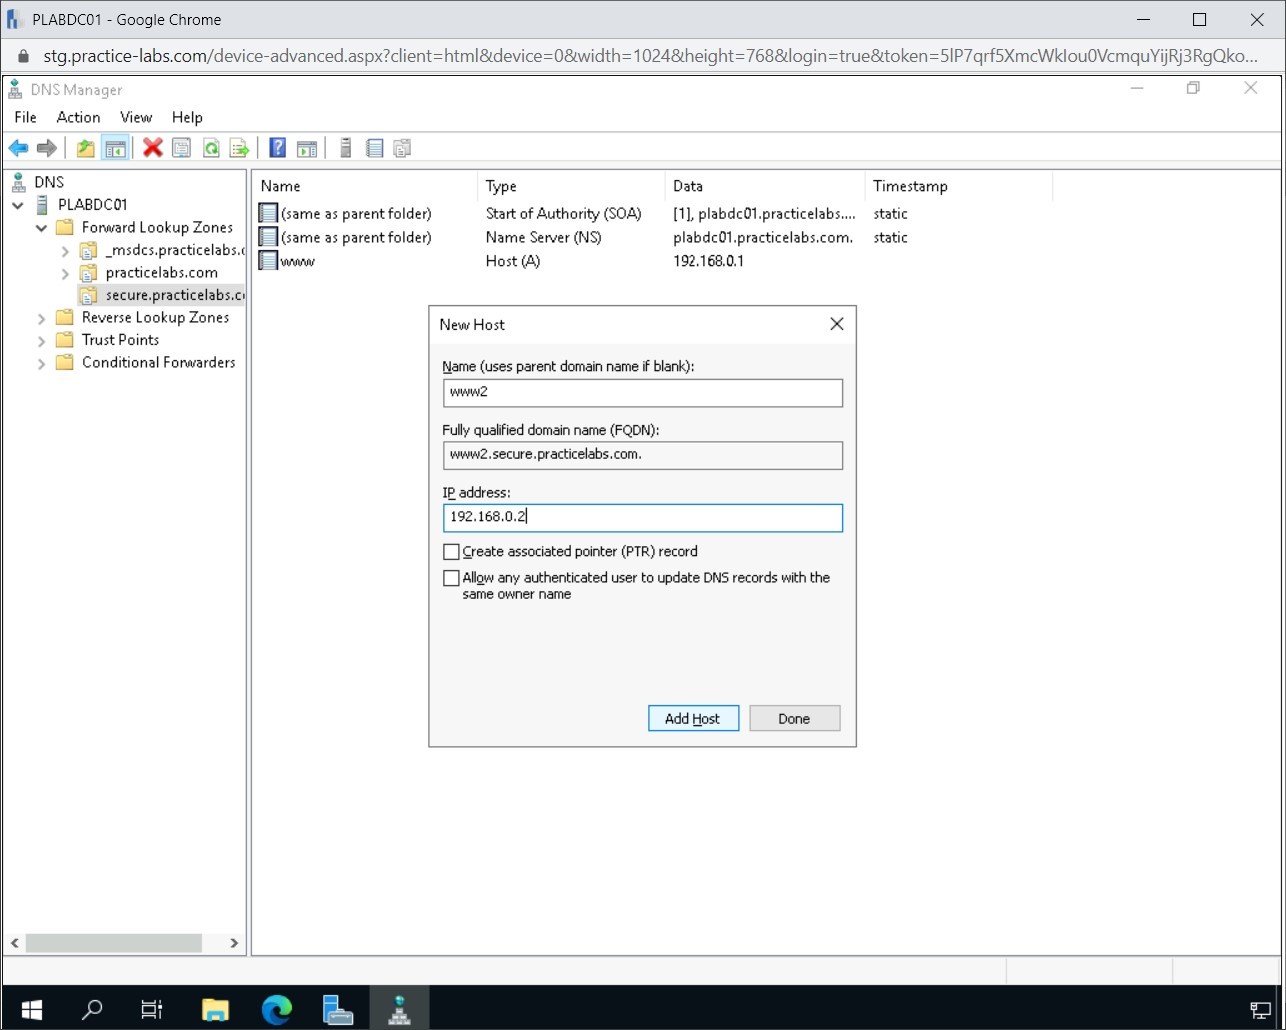 PLABDC01 - Google Chrome
stg.practice-labs.com/device-advanced.aspx?client=html&device=0&width=1024&height=768&login=true&token=5lP7qrf5XmcWkIou0VcmquYijRj3RgQko...
DNS Manager
File Action View Help
DNS
PLABDC01
Forward Lookup Zones
_msdcs.practicelabs.c
practicelabs.com
secure.practicelabs.c
Reverse Lookup Zones
Trust Points
Conditional Forwarders
Name Type Data Timestamp
(same as parent folder) Start of Authority (SOA) [1], plabdc01.practicelabs.... static
(same as parent folder) Name Server (NS) plabdc01.practicelabs.com. static
www Host (A) 192.168.0.1
New Host
Name (uses parent domain name if blank):
www2
Fully qualified domain name (FQDN):
www2.secure.practicelabs.com.
IP address:
192.168.0.2
Create associated pointer (PTR) record
Allow any authenticated user to update DNS records with the
same owner name
Add Host Done